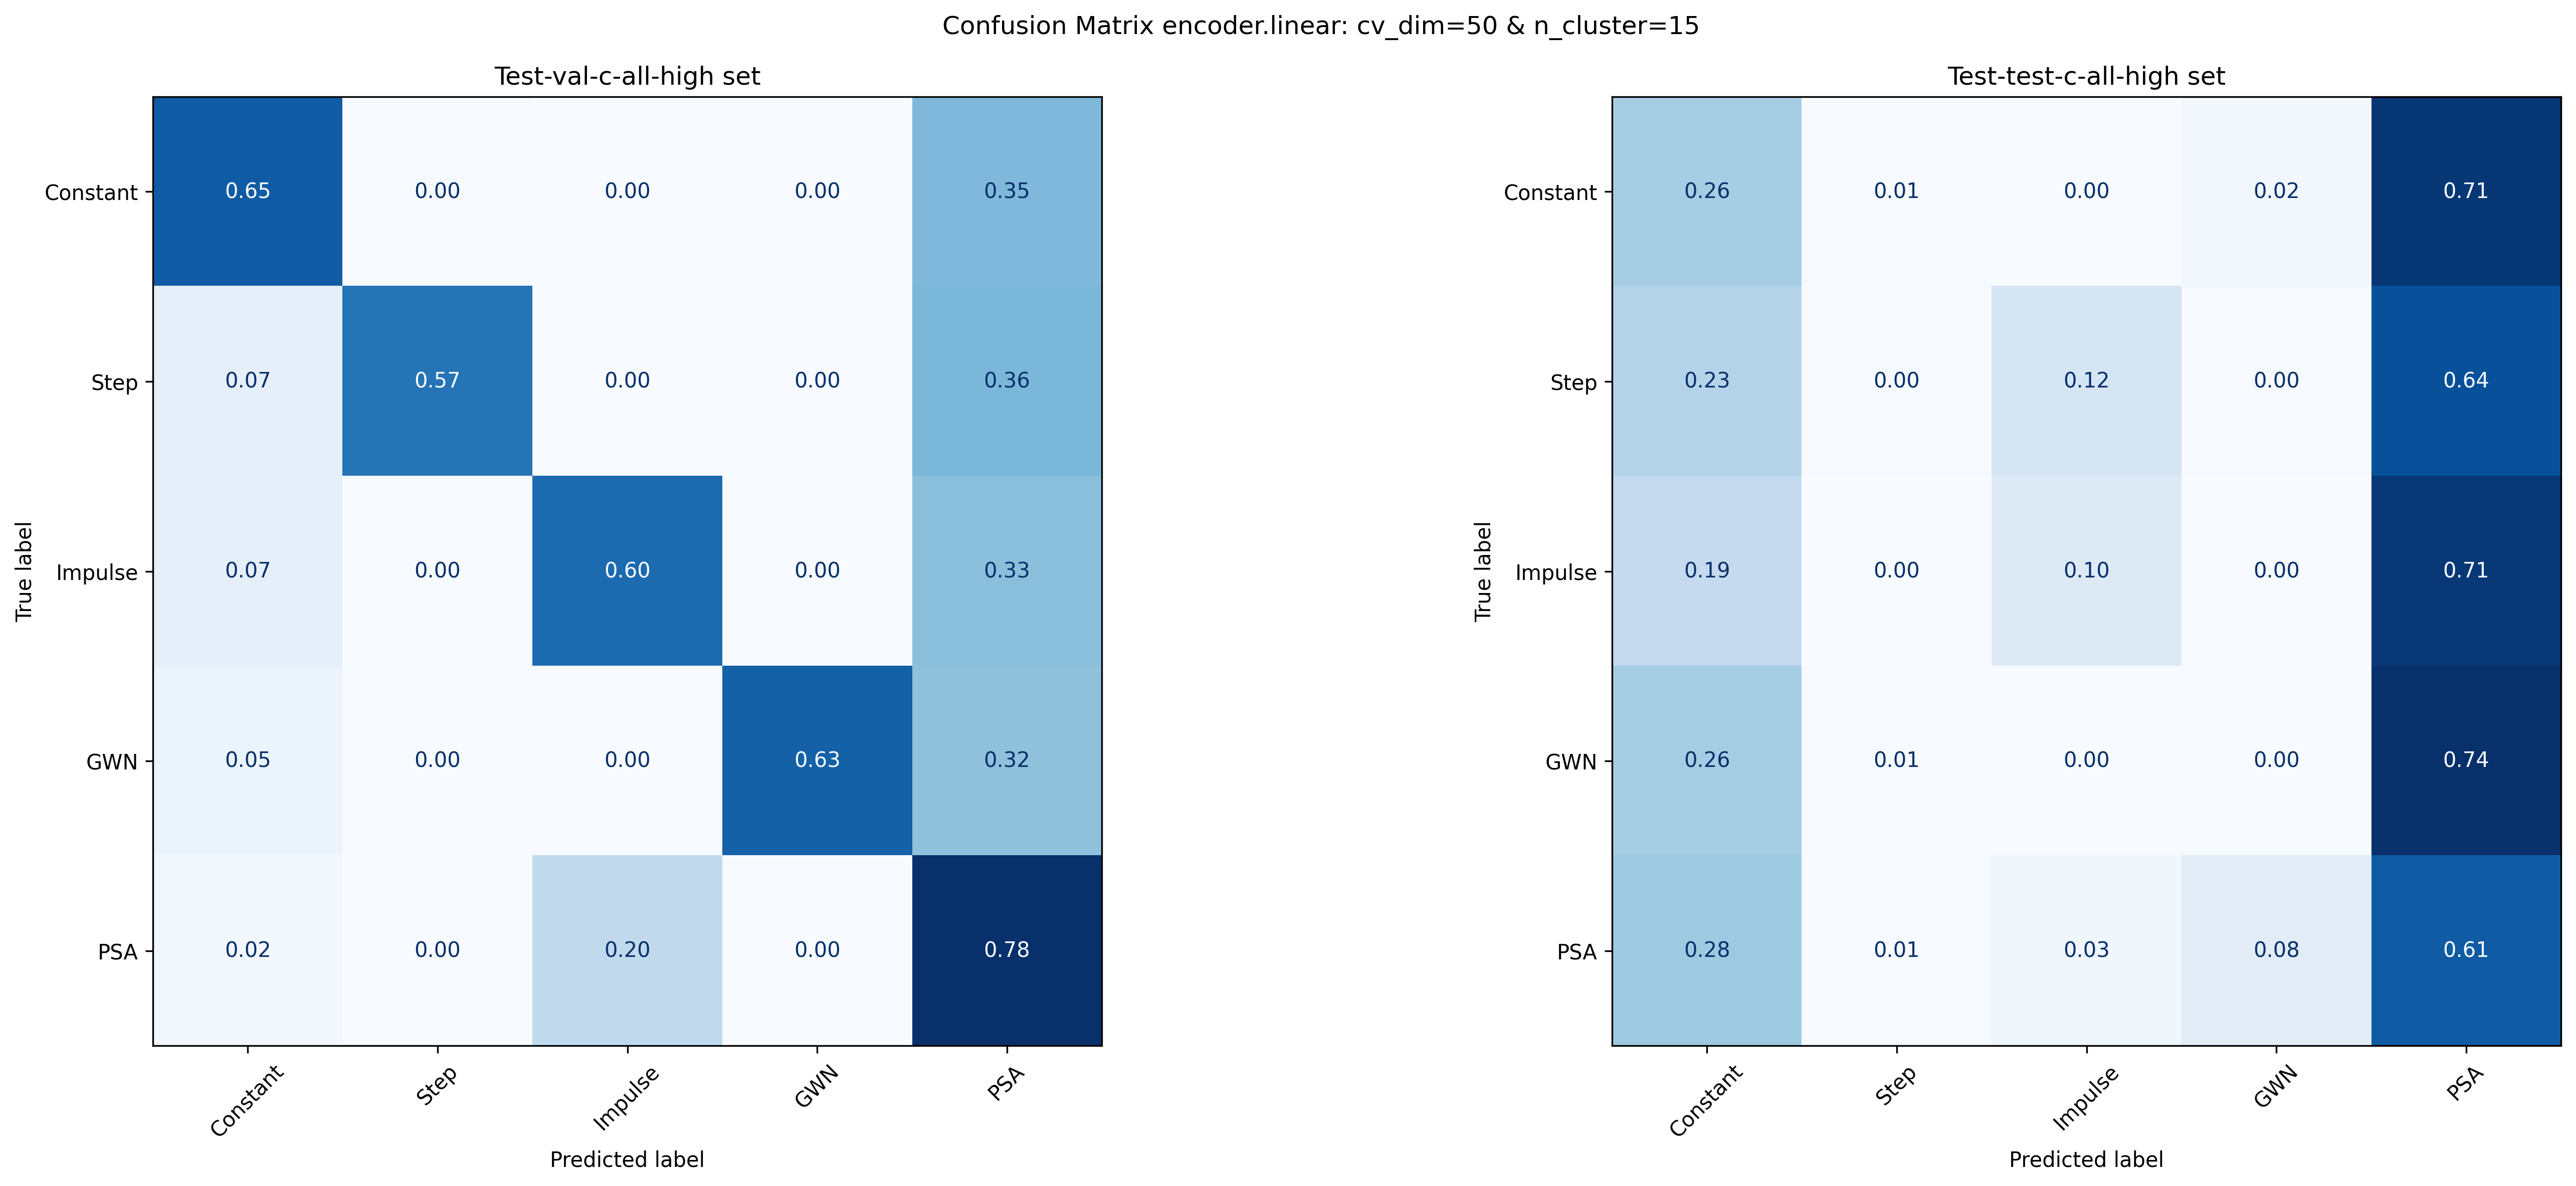 Confusion Matrix encoder.linear: cv_dim=50 & n_cluster=15
Test-val-c-all-high set
True label
Constant 0.65 0.00 0.00 0.00 0.35
Step 0.07 0.57 0.00 0.00 0.36
Impulse 0.07 0.00 0.60 0.00 0.33
GWN 0.05 0.00 0.00 0.63 0.32
PSA 0.02 0.00 0.20 0.00 0.78
Constant Step Impulse GWN PSA
Predicted label
Test-test-c-all-high set
True label
Constant 0.26 0.01 0.00 0.02 0.71
Step 0.23 0.00 0.12 0.00 0.64
Impulse 0.19 0.00 0.10 0.00 0.71
GWN 0.26 0.01 0.00 0.00 0.74
PSA 0.28 0.01 0.03 0.08 0.61
Constant Step Impulse GWN PSA
Predicted label